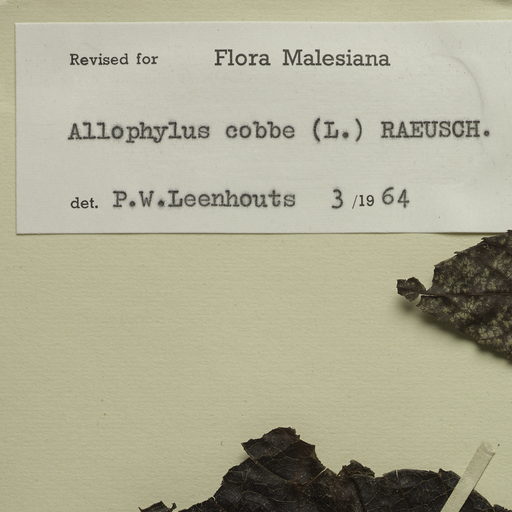 Revised for Flora Malesiana
Allophylus cobbe (L.) RAEUSCH.
det. P.W.Leenhouts 3/1964